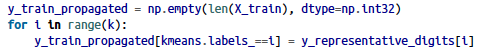 y_train_propagated = np.empty(len(X_train), dtype=np.int32)
for i in range(k):
    y_train_propagated[kmeans.labels_==i] = y_representative_digits[i]